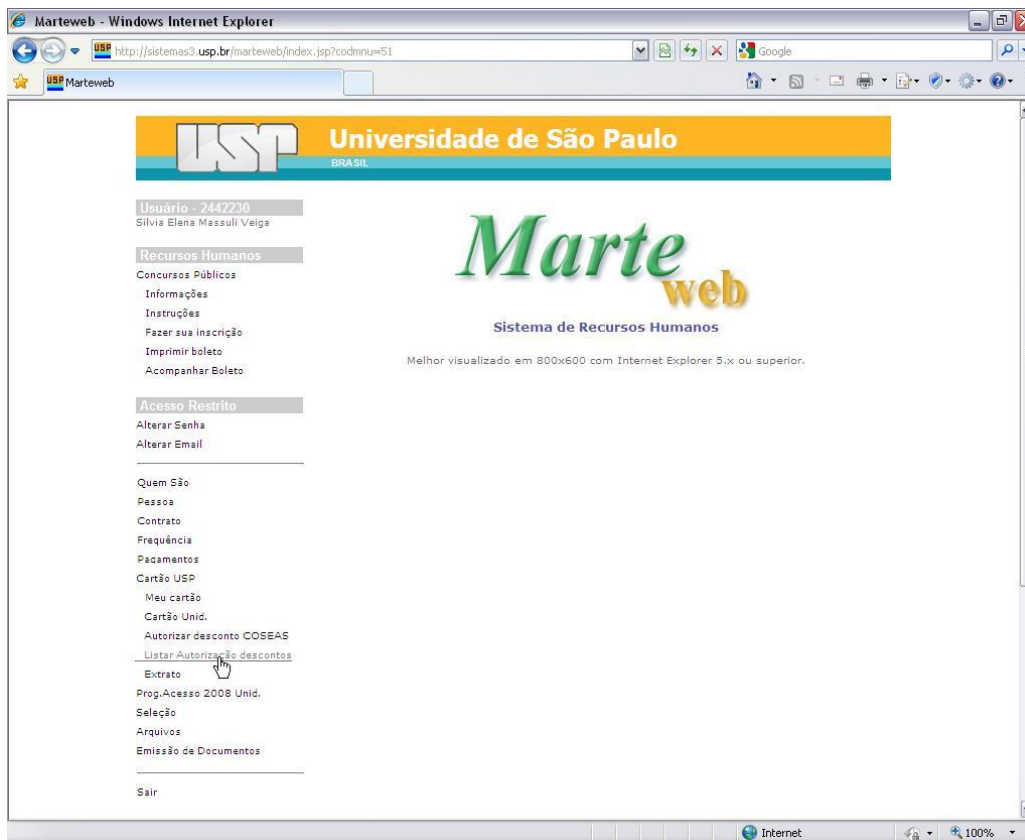 Marteweb - Windows Internet Explorer
http://sistemas3.usp.br/marteweb/index.jsp?codmnu=51
Google
USP Marteweb
USP
Universidade de São Paulo
BRASIL
Usuário - 2442230
Silvia Elena Massuli Veiga
Recursos Humanos
Concursos Públicos
Informações
Instruções
Fazer sua inscrição
Imprimir boleto
Acompanhar Boleto
Acesso Restrito
Alterar Senha
Alterar Email
Quem São
Pessoa
Contrato
Frequência
Pagamentos
Cartão USP
Meu cartão
Cartão Unid.
Autorizar desconto COSEAS
Listar Autorização descontos
Extrato
Prog.Acesso 2008 Unid.
Seleção
Arquivos
Emissão de Documentos
Sair
Marte
web
Sistema de Recursos Humanos
Melhor visualizado em 800x600 com Internet Explorer 5.x ou superior.
Internet
100%